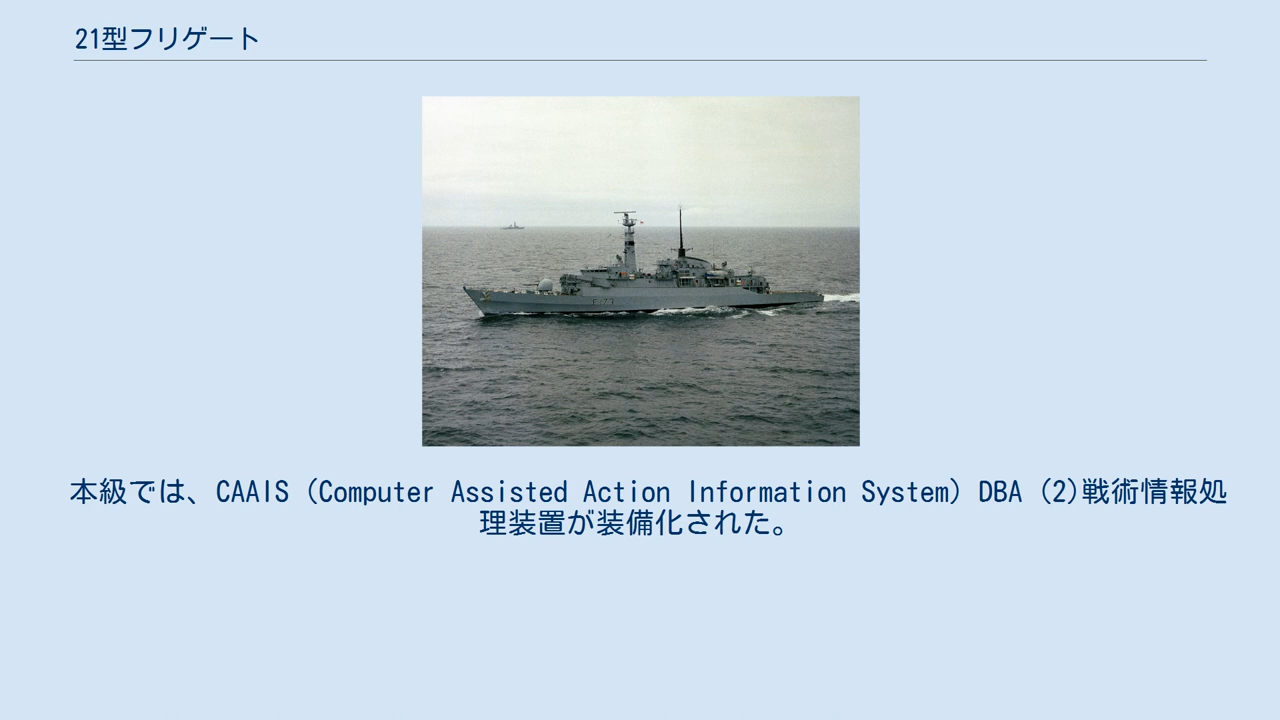 21型フリゲート
本級では、CAAIS (Computer Assisted Action Information System) DBA (2)戦術情報処
理装置が装備化された。